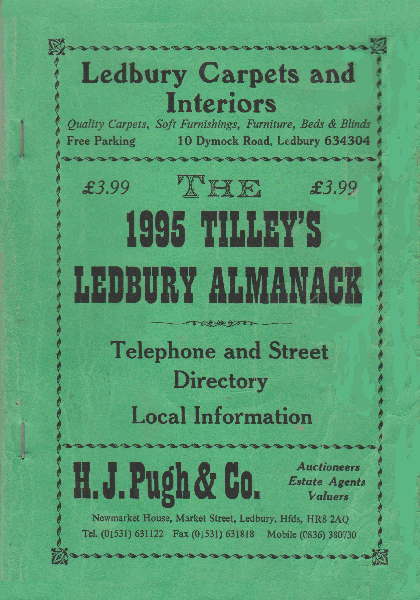 Ledbury Carpets and
Interiors
Quality Carpets, Soft Furnishings, Furniture, Beds & Blinds
Free Parking 10 Dymock Road, Ledbury 634304
£3.99 THE £3.99
1995 TILLEY'S
LEDBURY ALMANACK
Telephone and Street
Directory
Local Information
H.J. Pugh & Co.
Auctioneers
Estate Agents
Valuers
Newmarket House, Market Street, Ledbury, Hfds, HR8 2AQ
Tel. (01531) 631122 Fax (01531) 631818 Mobile (0836) 380730